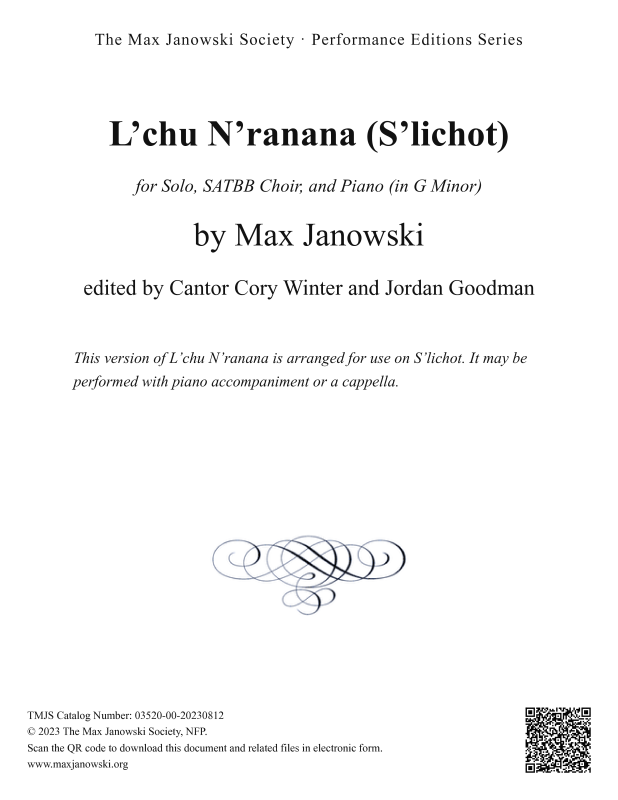 The Max Janowski Society · Performance Editions Series
L’chu N’ranana (S’lichot)
for Solo, SATBB Choir, and Piano (in G Minor)
by Max Janowski
edited by Cantor Cory Winter and Jordan Goodman
This version of L’chu N’ranana is arranged for use on S’lichot. It may be
performed with piano accompaniment or a cappella.
TMJS Catalog Number: 03520-00-20230812
© 2023 The Max Janowski Society, NFP.
Scan the QR code to download this document and related files in electronic form.
www.maxjanowski.org